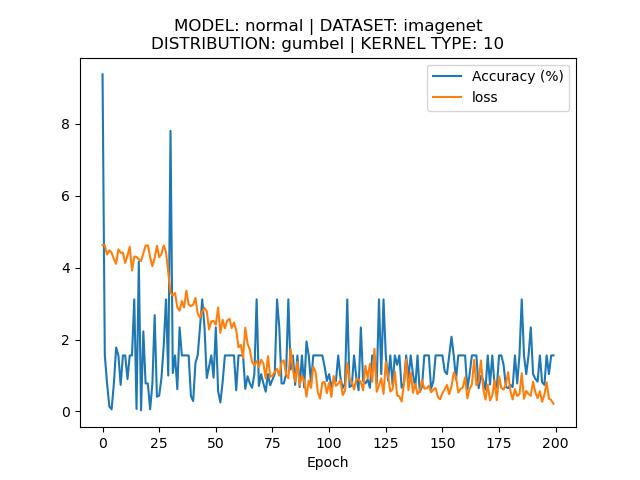 MODEL: normal | DATASET: imagenet
DISTRIBUTION: gumbel | KERNEL TYPE: 10
Accuracy (%)
loss
8
6
4
2
0
0 25 50 75 100 125 150 175 200
Epoch